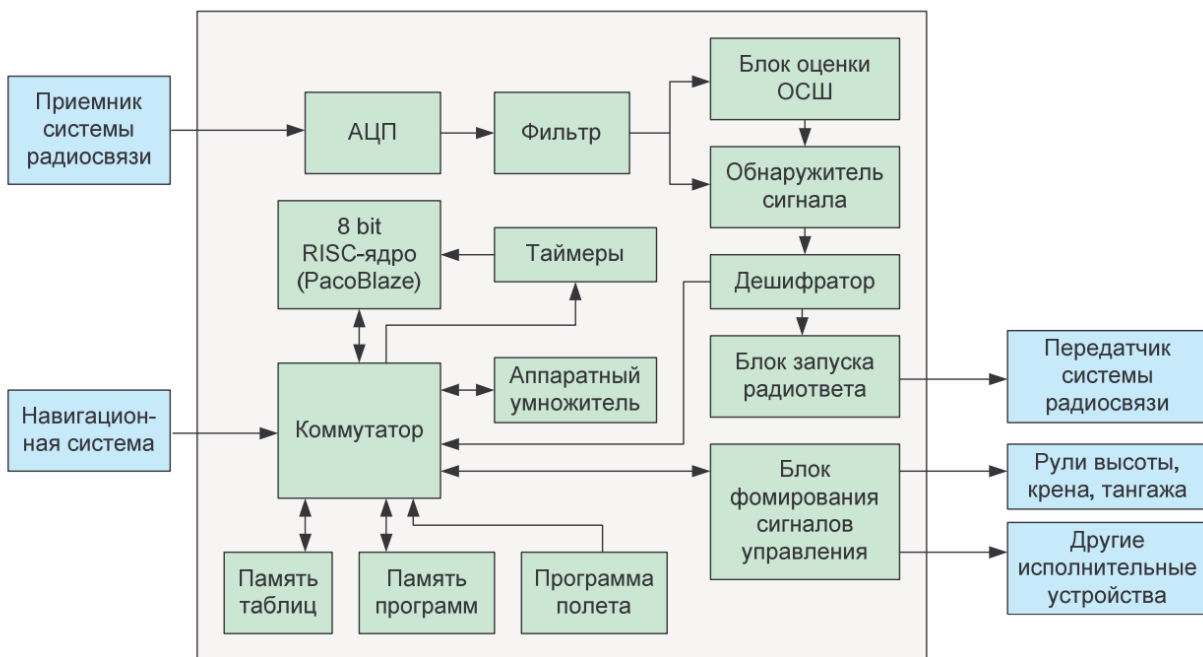 Приемник
системы
радиосвязи
АЦП
Фильтр
Блок оценки
ОСШ
Обнаружитель
сигнала
8 bit
RISC-ядро
(PacoBlaze)
Таймеры
Дешифратор
Блок запуска
радиоответа
Передатчик
системы
радиосвязи
Навигацион-
ная система
Коммутатор
Аппаратный
умножитель
Блок
фомирования
сигналов
управления
Рули высоты,
крена, тангажа
Другие
исполнительные
устройства
Память
таблиц
Память
программ
Программа
полета